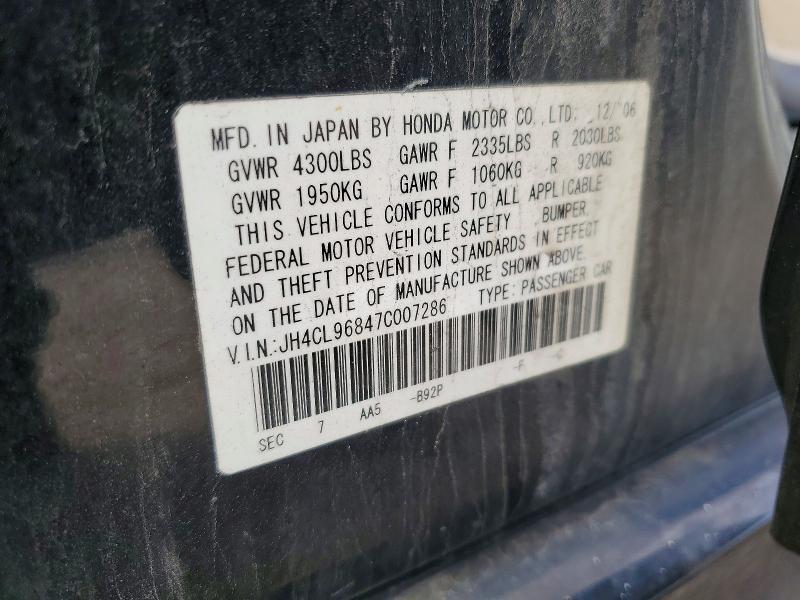 MFD. IN JAPAN BY HONDA MOTOR CO.,LTD. 12/ 06
GVWR 4300LBS GAWR F 2335LBS R 2030LBS
GVWR 1950KG GAWR F 1060KG R 920KG
THIS VEHICLE CONFORMS TO ALL APPLICABLE
FEDERAL MOTOR VEHICLE SAFETY , BUMPER,
AND THEFT PREVENTION STANDARDS IN EFFECT
ON THE DATE OF MANUFACTURE SHOWN ABOVE.
V.I.N.:JH4CL96847C007286 TYPE: PASSENGER CAR
SEC 7 AA5 -B92P -F -C